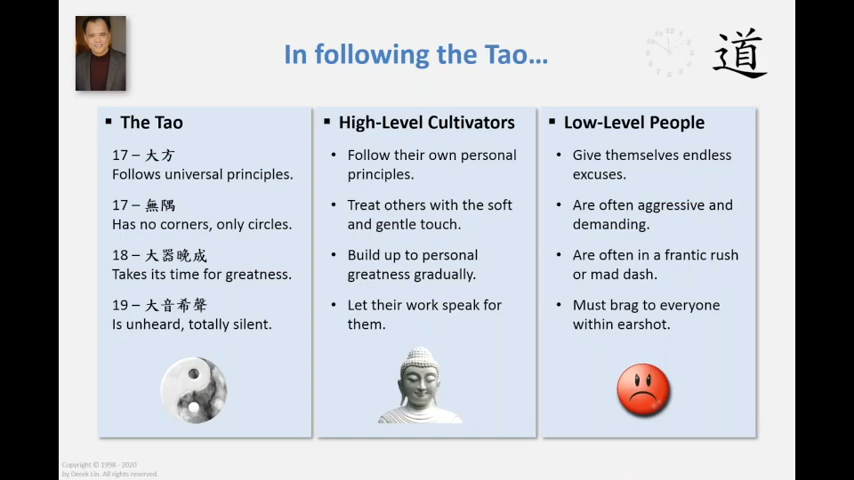 In following the Tao...
道
The Tao
17 – 大方
Follows universal principles.
17 – 無隅
Has no corners, only circles.
18 – 大器晚成
Takes its time for greatness.
19 – 大音希聲
Is unheard, totally silent.
High-Level Cultivators
Follow their own personal
principles.
Treat others with the soft
and gentle touch.
Build up to personal
greatness gradually.
Let their work speak for
them.
Low-Level People
Give themselves endless
excuses.
Are often aggressive and
demanding.
Are often in a frantic rush
or mad dash.
Must brag to everyone
within earshot.
Copyright © 1998 - 2020
by Derek Lin. All rights reserved.